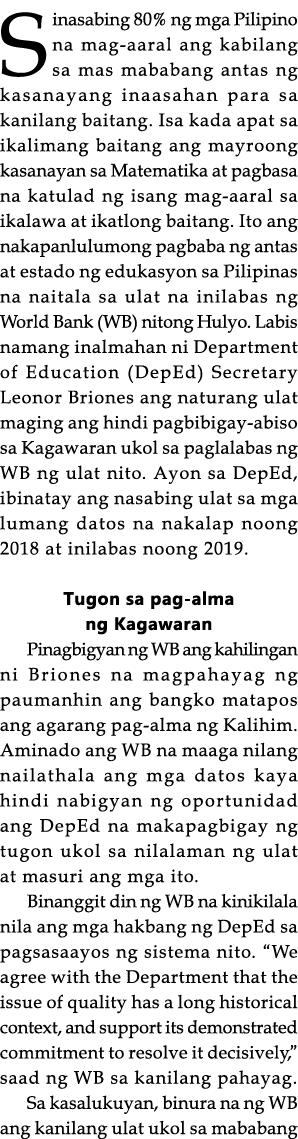 Sinasabing 80% ng mga Pilipino
na mag-aaral ang kabilang
sa mas mababang antas ng
kasanayang inaasahan para sa
kanilang baitang. Isa kada apat sa
ikalimang baitang ang mayroong
kasanayan sa Matematika at pagbasa
na katulad ng isang mag-aaral sa
ikalawa at ikatlong baitang. Ito ang
nakapanlulumong pagbaba ng antas
at estado ng edukasyon sa Pilipinas
na naitala sa ulat na inilabas ng
World Bank (WB) nitong Hulyo. Labis
namang inalmahan ni Department
of Education (DepEd) Secretary
Leonor Briones ang naturang ulat
maging ang hindi pagbibigay-abiso
sa Kagawaran ukol sa paglalabas ng
WB ng ulat nito. Ayon sa DepEd,
ibinatay ang nasabing ulat sa mga
lumang datos na nakalap noong
2018 at inilabas noong 2019.
Tugon sa pag-alma
ng Kagawaran
Pinagbigyan ng WB ang kahilingan
ni Briones na magpahayag ng
paumanhin ang bangko matapos
ang agarang pag-alma ng Kalihim.
Aminado ang WB na maaga nilang
nailathala ang mga datos kaya
hindi nabigyan ng oportunidad
ang DepEd na makapagbigay ng
tugon ukol sa nilalaman ng ulat
at masuri ang mga ito.
Binanggit din ng WB na kinikilala
nila ang mga hakbang ng DepEd sa
pagsasaayos ng sistema nito. “We
agree with the Department that the
issue of quality has a long historical
context, and support its demonstrated
commitment to resolve it decisively,”
saad ng WB sa kanilang pahayag.
Sa kasalukuyan, binura na ng WB
ang kanilang ulat ukol sa mababang